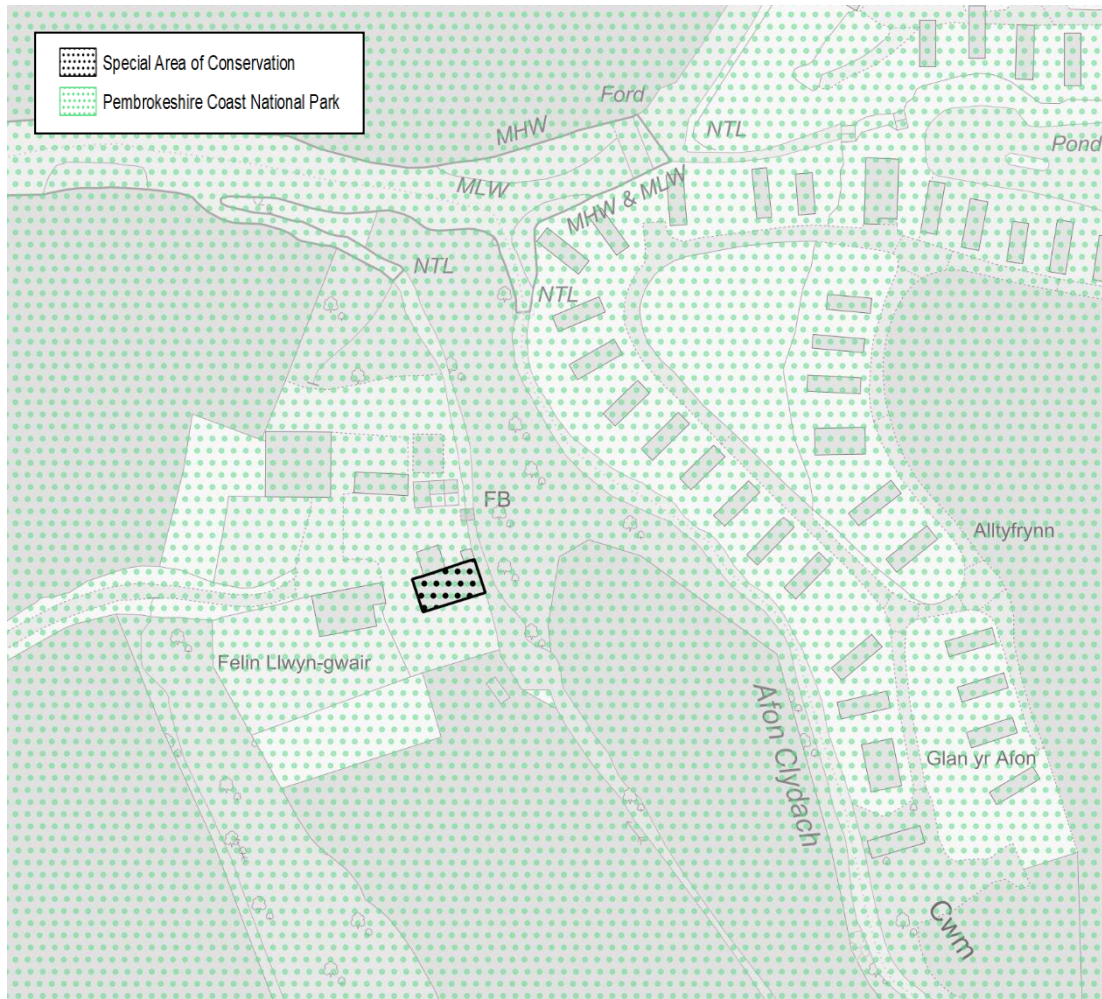 Special Area of Conservation
Pembrokeshire Coast National Park
Ford
MHW
NTL
Pond
MLW
MHW & MLW
NTL
NTL
FB
Alltyfrynn
Felin Llwyn-gwair
Afon Clydach
Glan yr Afon
Cwm